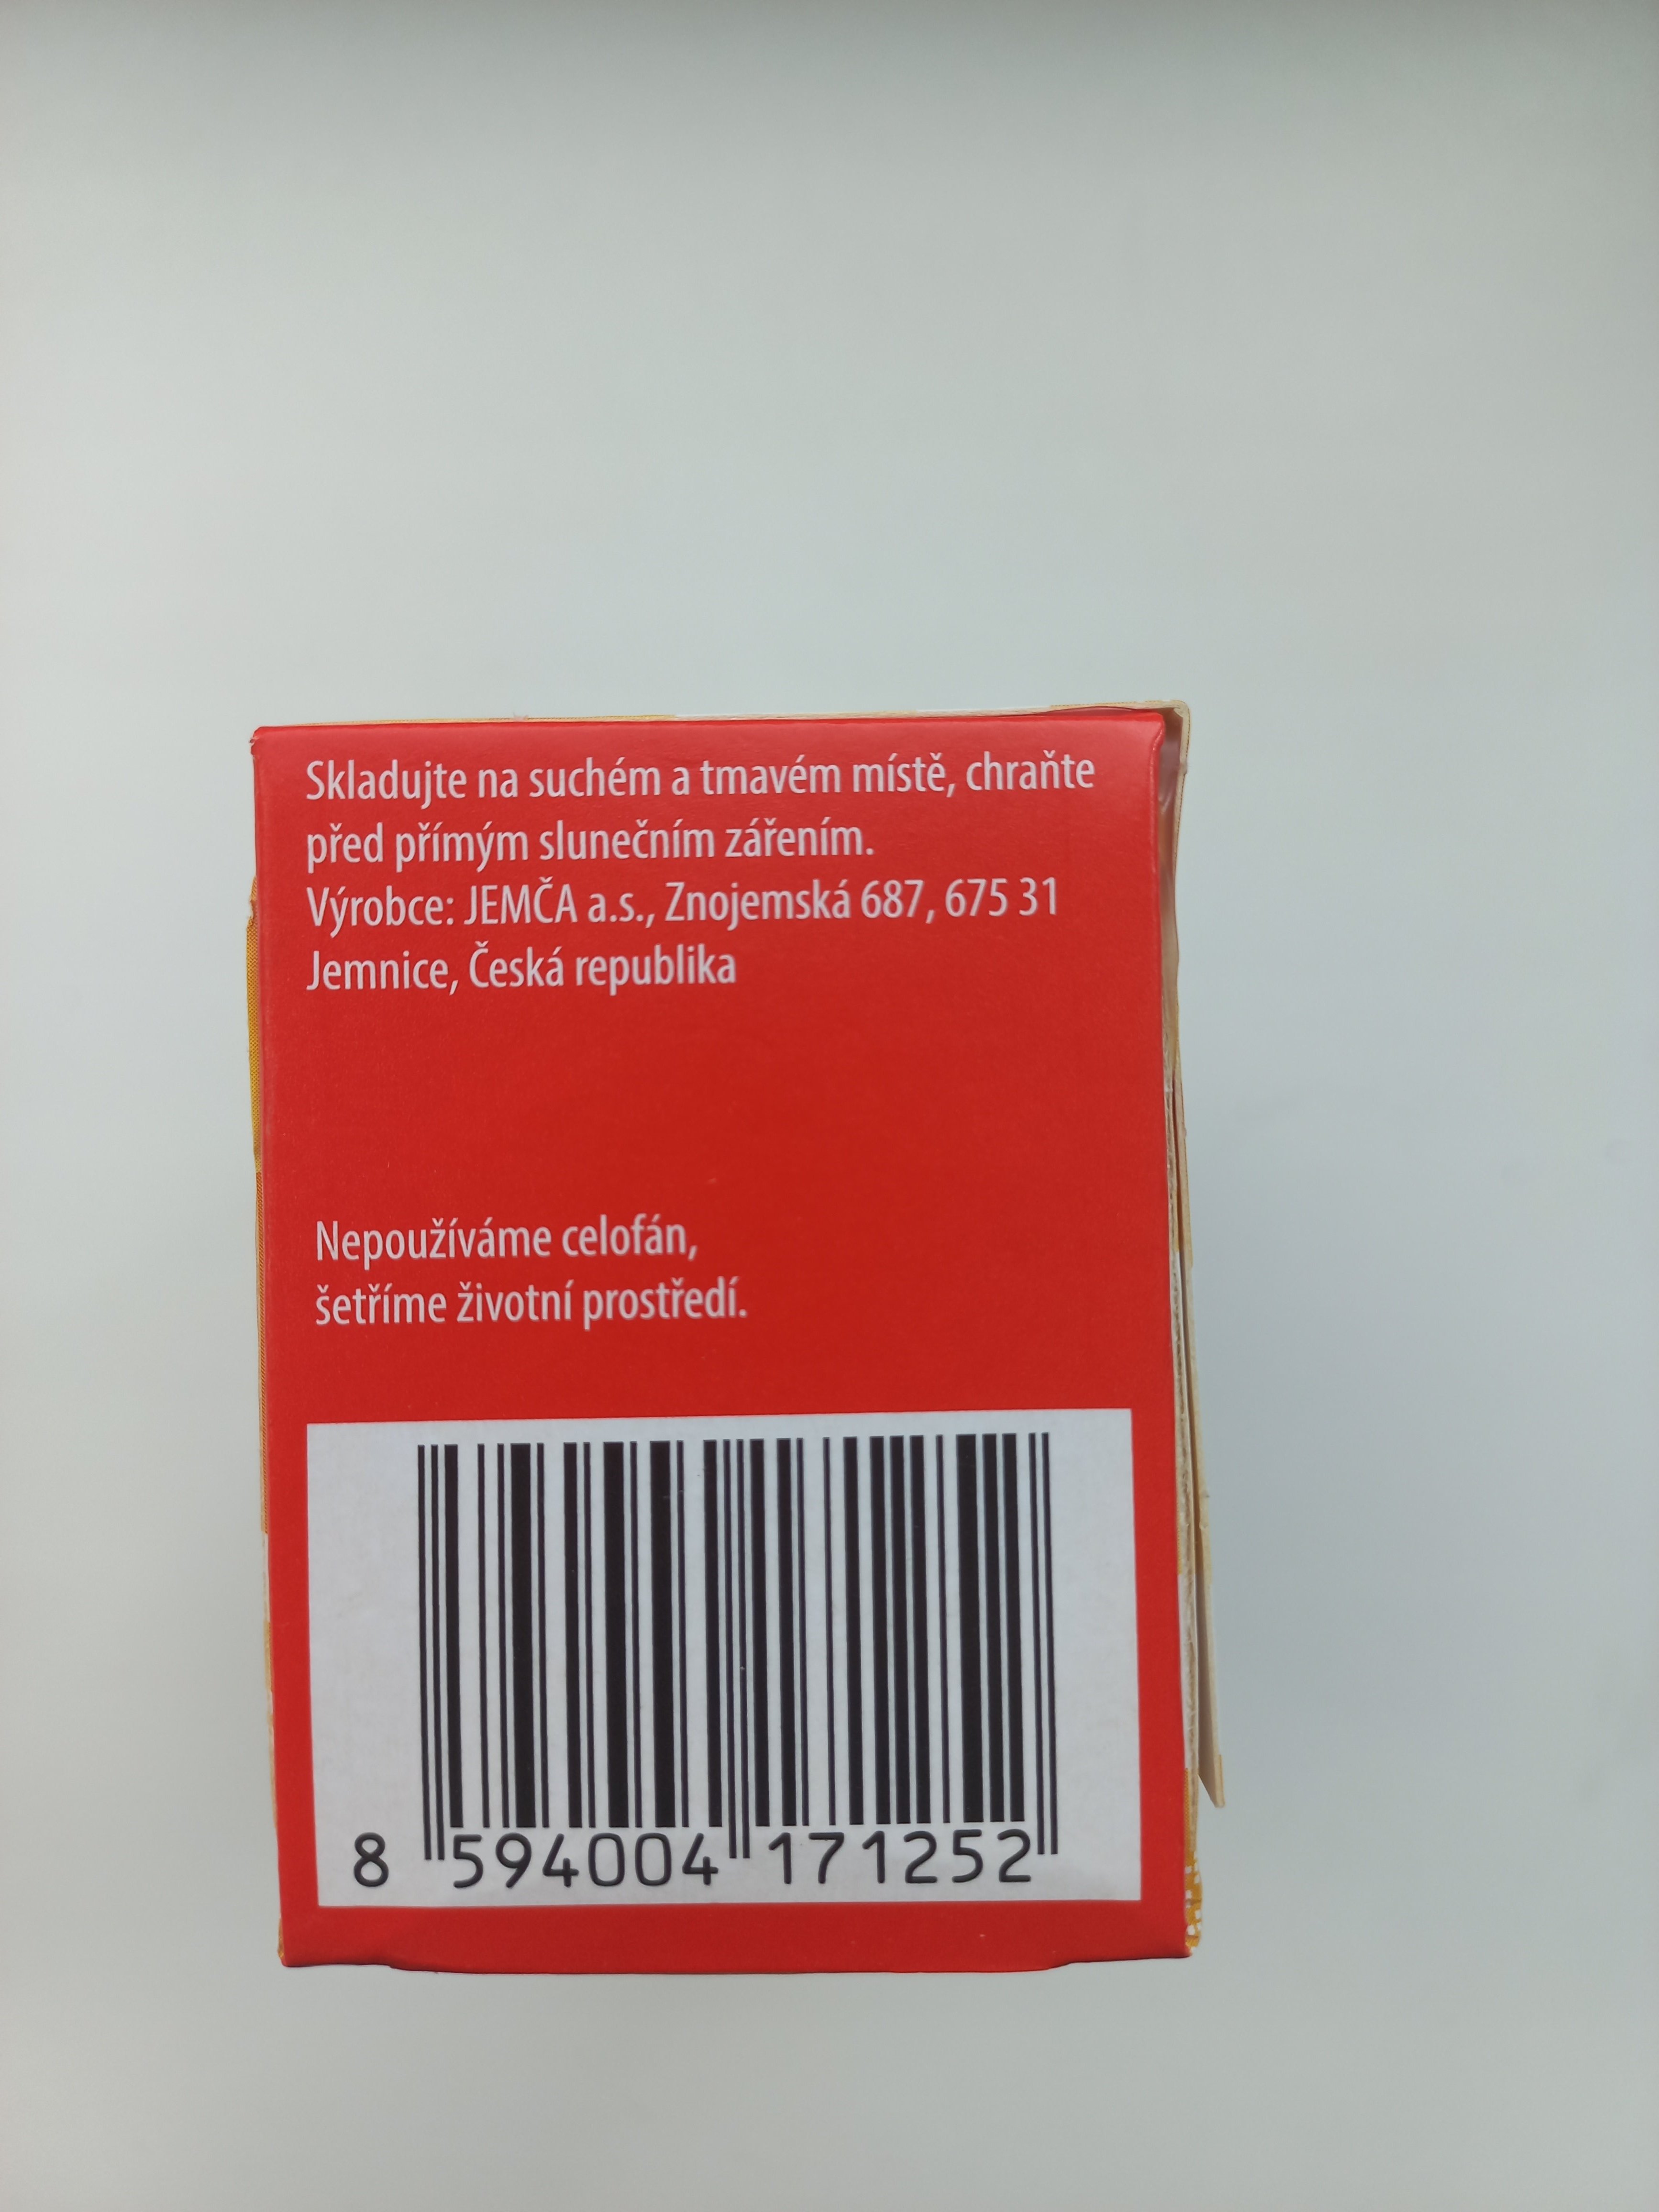 Skladujte na suchém a tmavém místě, chraňte
před přímým slunečním zářením.
Výrobce: JEMČA a.s., Znojemská 687, 675 31
Jemnice, Česká republika
Nepoužíváme celofán,
šetříme životní prostředí.
8 594004 171252